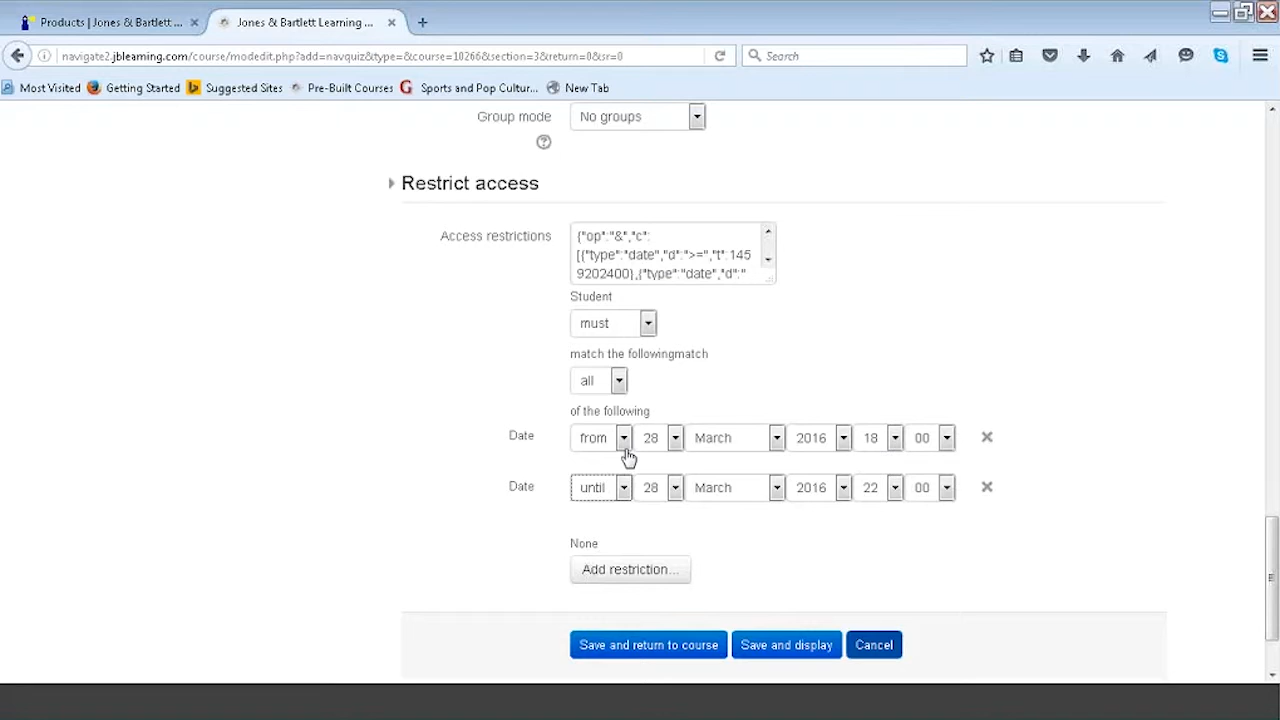 Products | Jones & Bartlett ...
Jones & Bartlett Learning ...
navigate2.jblearning.com/course/modedit.php?add=navquiz&type=&course=10266&section=3&return=0&sr=0
Search
Most Visited
Getting Started
Suggested Sites
Pre-Built Courses
Sports and Pop Cultur...
New Tab
Group mode
No groups
Restrict access
Access restrictions
{"op":"&","c":
[{"type":"date","d":">=","t":145
9202400},{"type":"date","d":"
Student
must
match the followingmatch
all
of the following
Date from 28 March 2016 18 00
Date until 28 March 2016 22 00
None
Add restriction...
Save and return to course
Save and display
Cancel